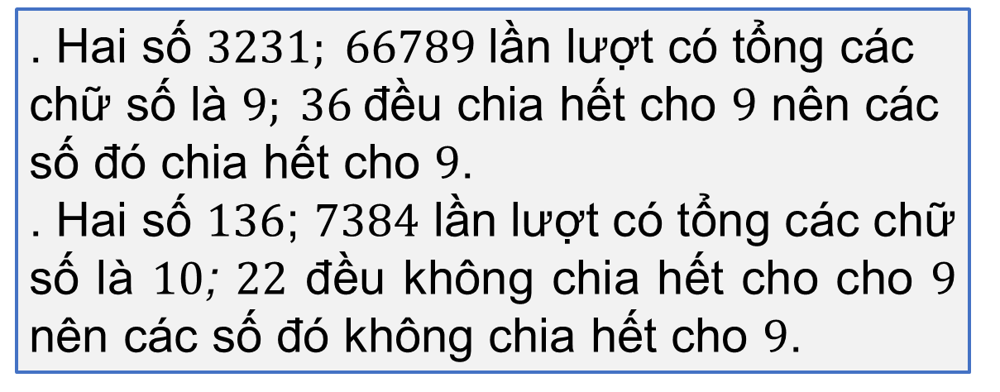 . Hai số 3231; 66789 lần lượt có tổng các
chữ số là 9; 36 đều chia hết cho 9 nên các
số đó chia hết cho 9.
. Hai số 136; 7384 lần lượt có tổng các chữ
số là 10; 22 đều không chia hết cho cho 9
nên các số đó không chia hết cho 9.